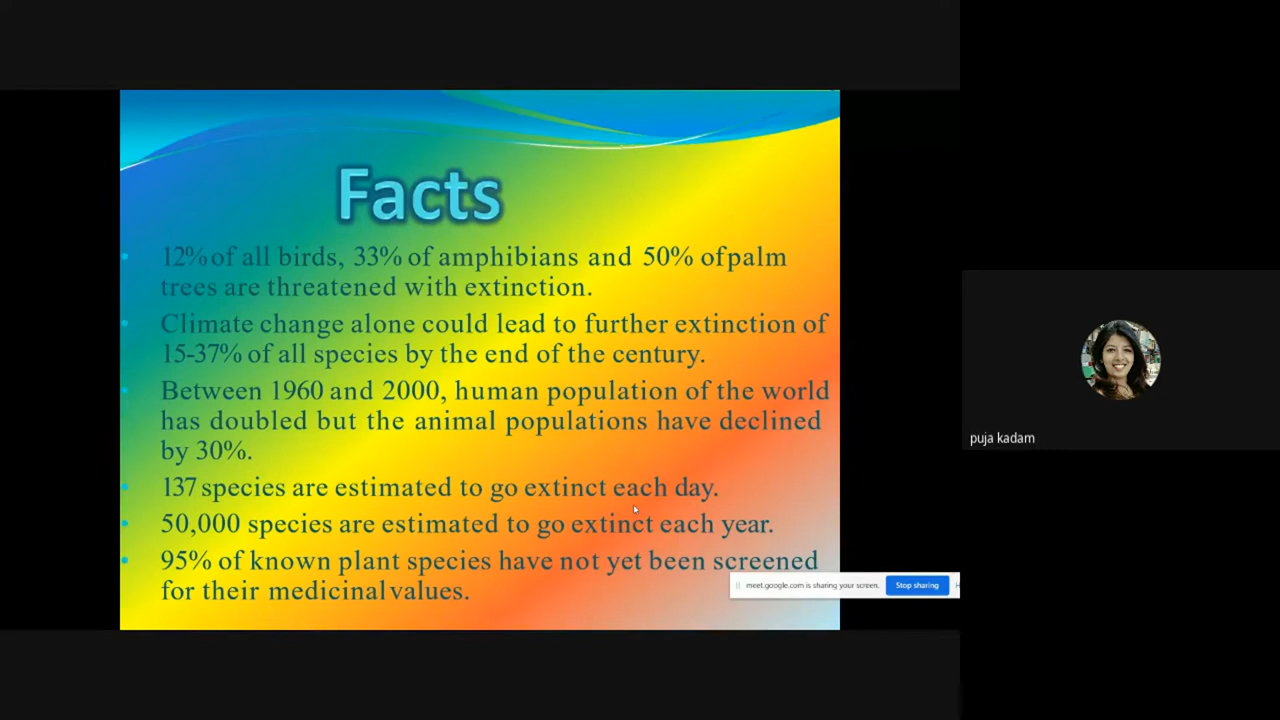 Facts
12% of all birds, 33% of amphibians and 50% of palm
trees are threatened with extinction.
Climate change alone could lead to further extinction of
15-37% of all species by the end of the century.
Between 1960 and 2000, human population of the world
has doubled but the animal populations have declined
by 30%.
137 species are estimated to go extinct each day.
50,000 species are estimated to go extinct each year.
95% of known plant species have not yet been screened
for their medicinal values.
meet.google.com is sharing your screen. Stop sharing
puja kadam